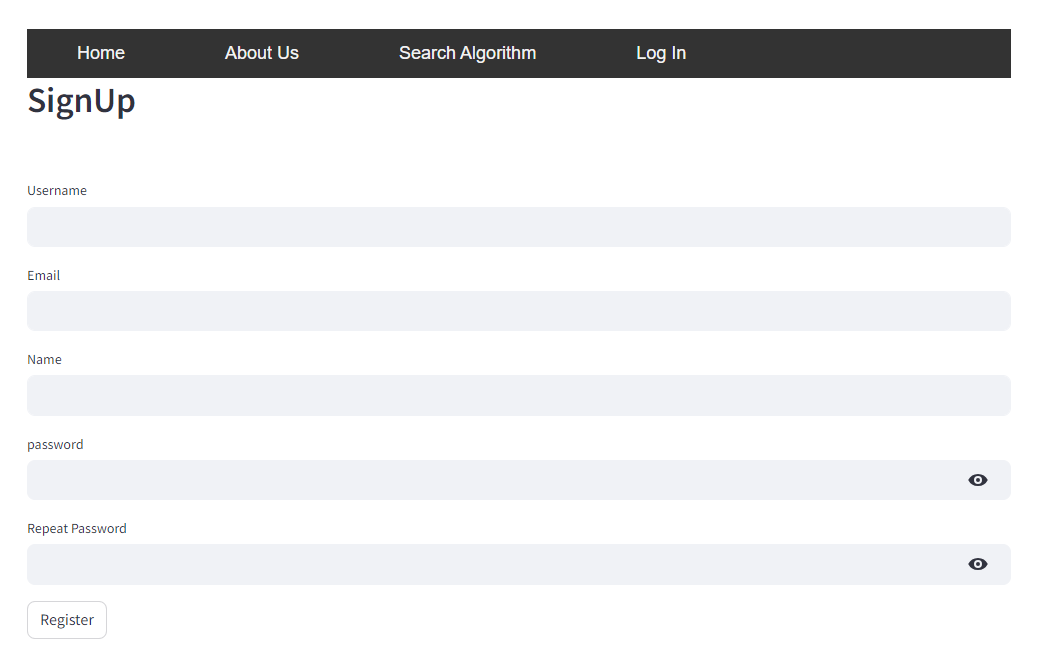 Home About Us Search Algorithm Log In
SignUp
Username
Email
Name
password
Repeat Password
Register